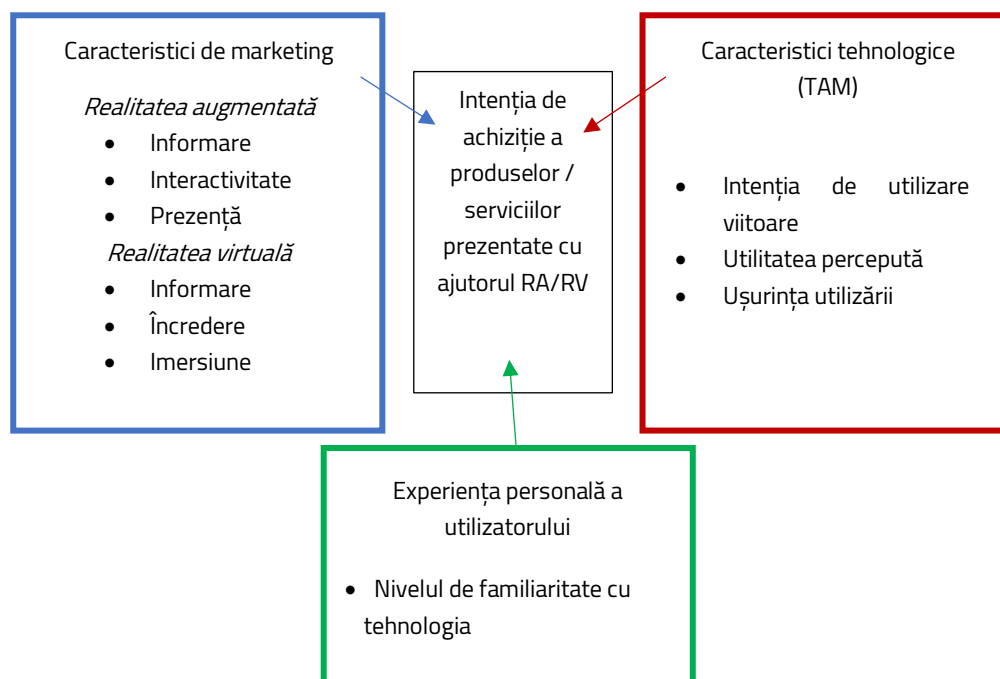 Caracteristici de marketing
Realitatea augmentată
• Informare
• Interactivitate
• Prezență
Realitatea virtuală
• Informare
• Încredere
• Imersiune
Intenția de
achiziție a
produselor /
serviciilor
prezentate cu
ajutorul RA/RV
Caracteristici tehnologice
(TAM)
• Intenția de utilizare
viitoare
• Utilitatea percepută
• Ușurința utilizării
Experiența personală a
utilizatorului
• Nivelul de familiaritate cu
tehnologia